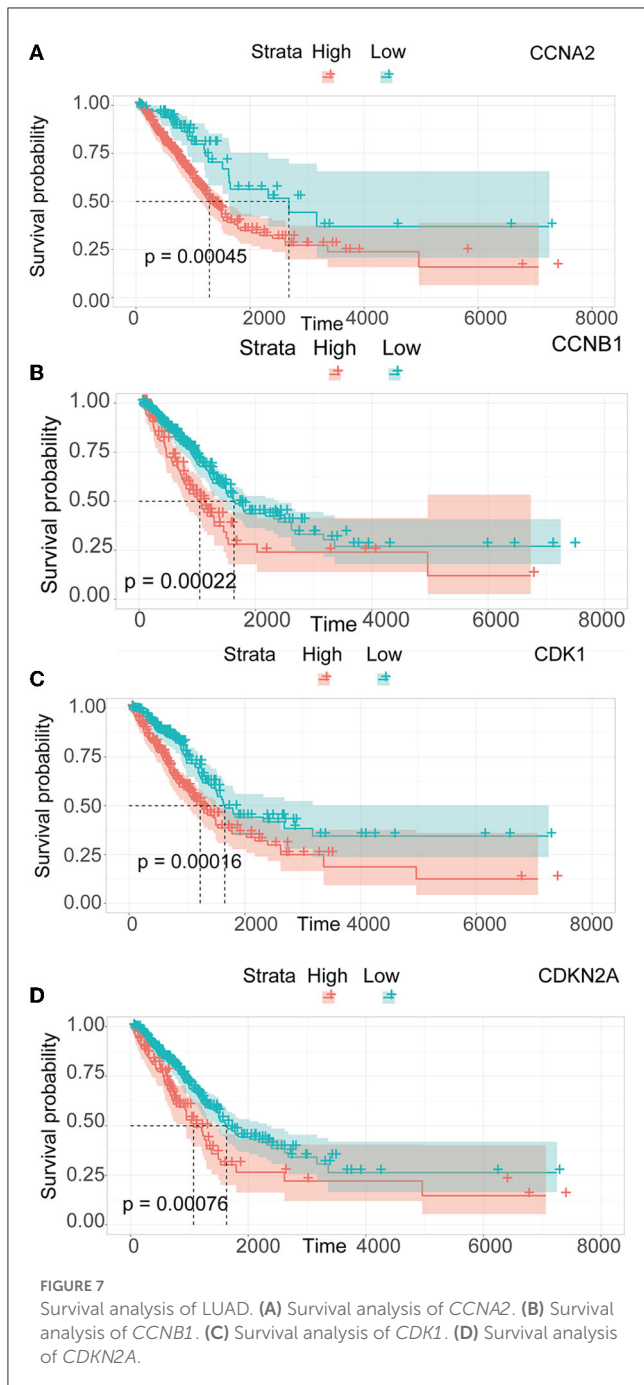 A
Strata High Low CCNA2
Survival probability
1.00
0.75
0.50
0.25
0.00
p = 0.00045
0 2000 4000 6000 8000
Time
Strata High Low CCNB1
B
Survival probability
1.00
0.75
0.50
0.25
0.00
p = 0.00022
0 2000 4000 6000 8000
Strata High Low CDK1
C
Survival probability
1.00
0.75
0.50
0.25
0.00
p = 0.00016
0 2000 4000 6000 8000
Strata High Low CDKN2A
D
Survival probability
1.00
0.75
0.50
0.25
0.00
p = 0.00076
0 2000 4000 6000 8000
Time
FIGURE 7
Survival analysis of LUAD. (A) Survival analysis of CCNA2. (B) Survival
analysis of CCNB1. (C) Survival analysis of CDK1. (D) Survival analysis
of CDKN2A.